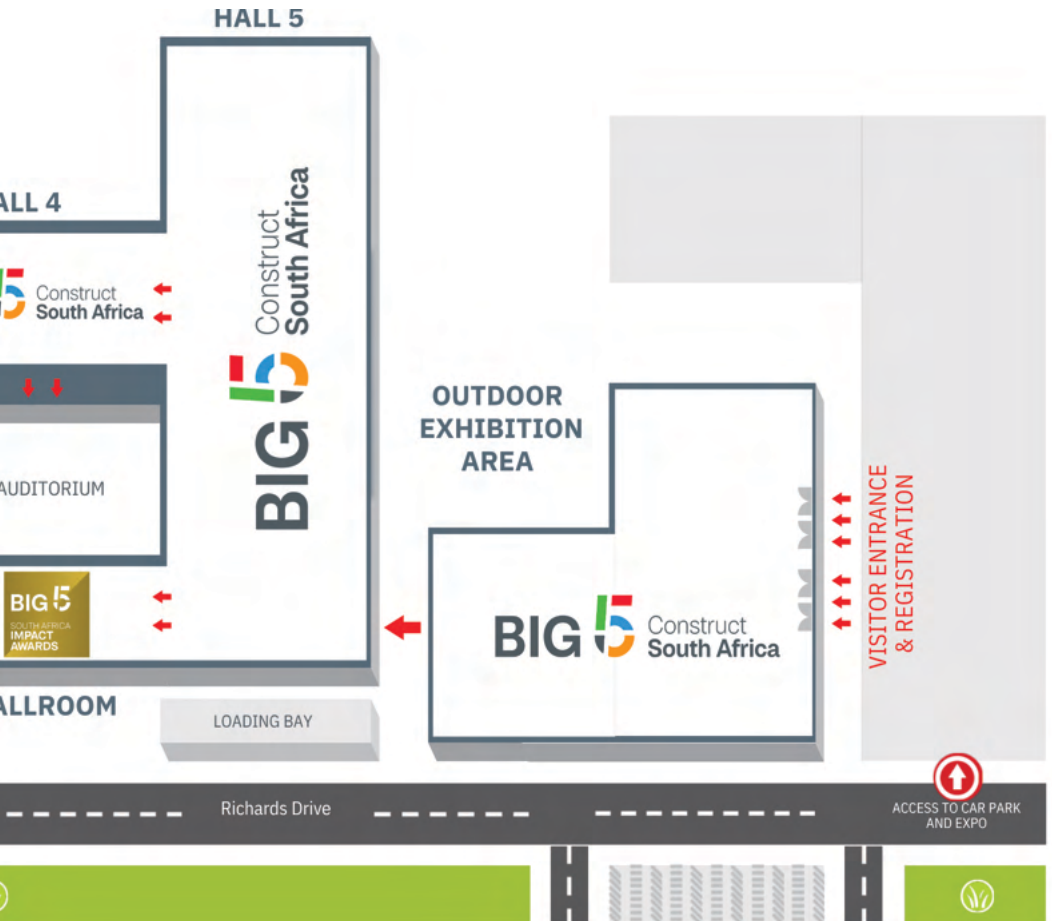 HALL 5
ALL 4
Construct
South Africa
BIG 5 Construct
South Africa
OUTDOOR
EXHIBITION
AREA
AUDITORIUM
BIG 5
SOUTH AFRICA
IMPACT
AWARDS
ALLROOM
LOADING BAY
BIG 5 Construct
South Africa
VISITOR ENTRANCE
& REGISTRATION
Richards Drive
ACCESS TO CAR PARK
AND EXPO